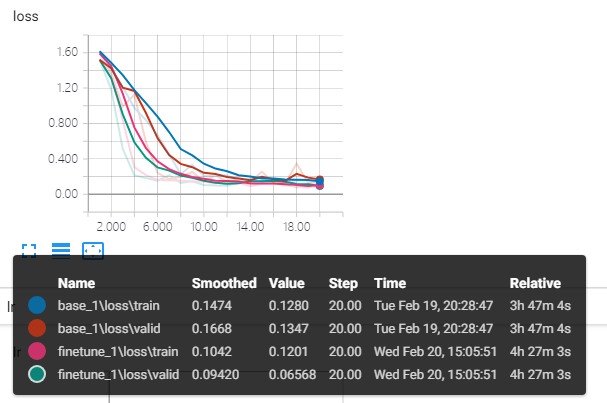 loss
1.60
1.20
0.800
0.400
0.00
2.000 6.000 10.00 14.00 18.00
Name Smoothed Value Step Time Relative
base_1\loss\train 0.1474 0.1280 20.00 Tue Feb 19, 20:28:47 3h 47m 4s
base_1\loss\valid 0.1668 0.1347 20.00 Tue Feb 19, 20:28:47 3h 47m 4s
lr
finetune_1\loss\train 0.1042 0.1201 20.00 Wed Feb 20, 15:05:51 4h 27m 3s
lr
finetune_1\loss\valid 0.09420 0.06568 20.00 Wed Feb 20, 15:05:51 4h 27m 3s